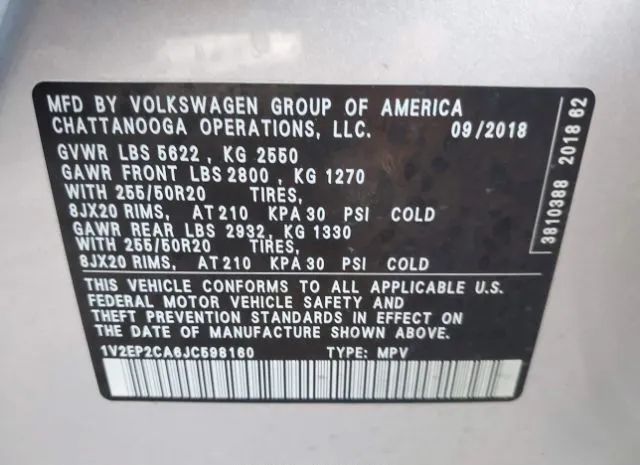 MFD BY VOLKSWAGEN GROUP OF AMERICA
CHATTANOOGA OPERATIONS, LLC. 09/2018
GVWR LBS 5622 , KG 2550
GAWR FRONT LBS 2800 , KG 1270
WITH 255/50R20 TIRES,
8JX20 RIMS, AT 210 KPA 30 PSI COLD
GAWR REAR LBS 2932, KG 1330
WITH 255/50R20 TIRES,
8JX20 RIMS, AT 210 KPA 30 PSI COLD
THIS VEHICLE CONFORMS TO ALL APPLICABLE U.S.
FEDERAL MOTOR VEHICLE SAFETY AND
THEFT PREVENTION STANDARDS IN EFFECT ON
THE DATE OF MANUFACTURE SHOWN ABOVE.
1V2EP2CA6JC598160 TYPE: MPV
3810388 2018 62